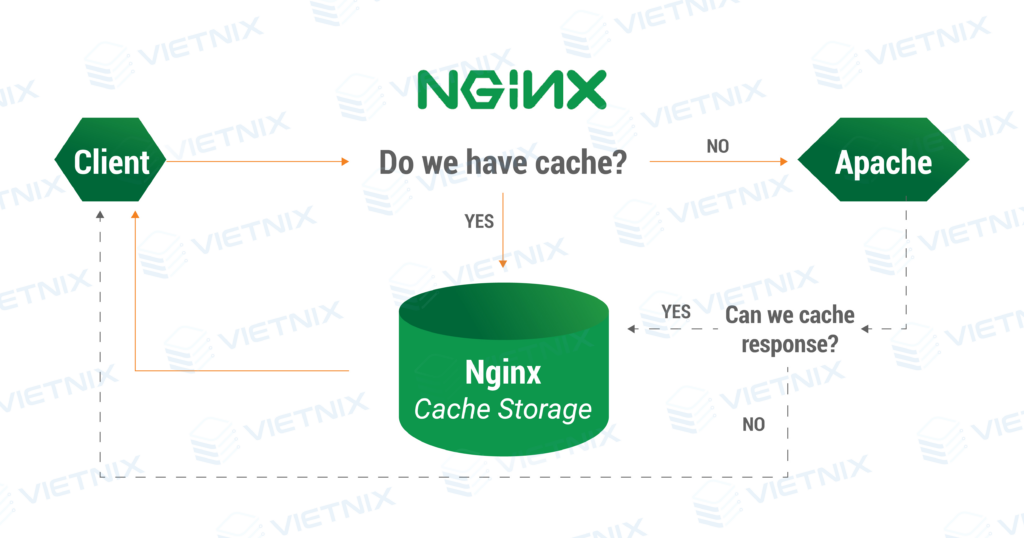 NGINX
Client
Do we have cache?
NO
Apache
YES
YES
Can we cache
response?
Nginx
Cache Storage
NO
VIETNIX